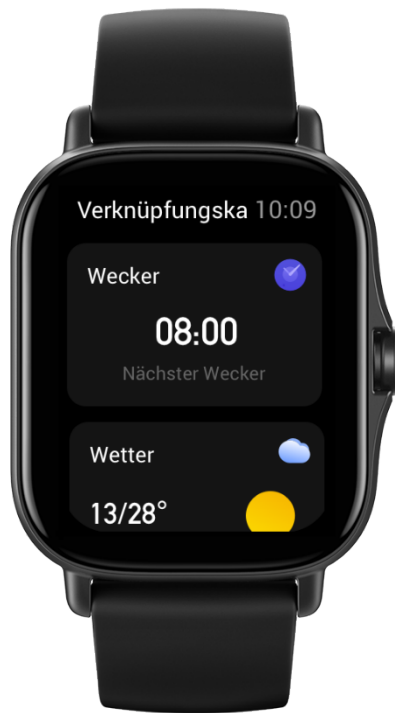 Verknüpfungska 10:09
Wecker
08:00
Nächster Wecker
Wetter
13/28°